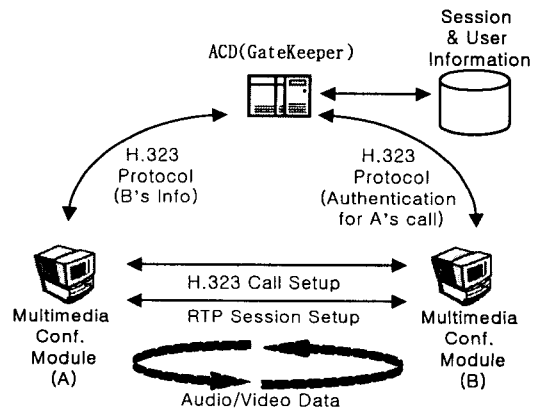 Session
& User
Information
ACD(GateKeeper)
H.323
Protocol
(B's Info)
H.323
Protocol
(Authentication
for A's call)
H.323 Call Setup
RTP Session Setup
Multimedia
Conf.
Module
(A)
Multimedia
Conf.
Module
(B)
Audio/Video Data